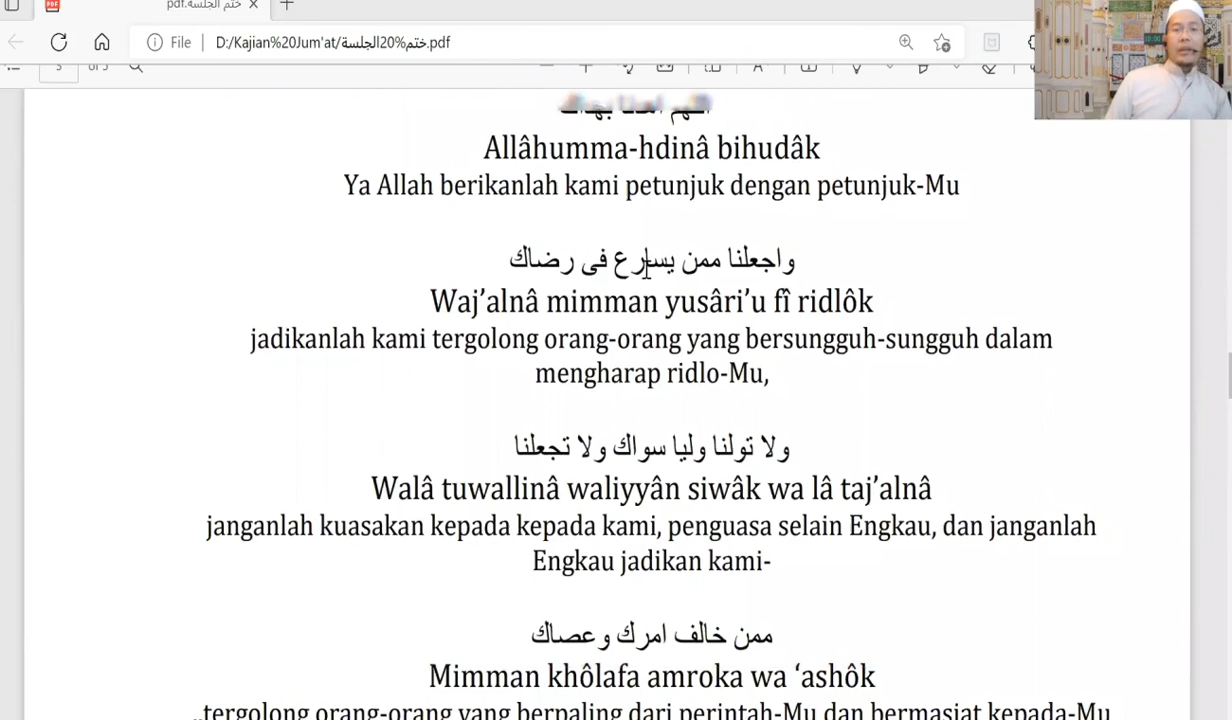 ختم الجلسة.pdf
File D:/Kajian%20Jum'at/ختم%20الجلسة.pdf
اللهم اهدنا بهداك
Allâhumma-hdinâ bihudâk
Ya Allah berikanlah kami petunjuk dengan petunjuk-Mu
واجعلنا ممن يسارع فى رضاك
Waj’alnâ mimman yusâri’u fî ridlôk
jadikanlah kami tergolong orang-orang yang bersungguh-sungguh dalam
mengharap ridlo-Mu,
ولا تولنا وليا سواك ولا تجعلنا
Walâ tuwallinâ waliyyân siwâk wa lâ taj’alnâ
janganlah kuasakan kepada kepada kami, penguasa selain Engkau, dan janganlah
Engkau jadikan kami-
ممن خالف امرك وعصاك
Mimman khôlafa amroka wa ‘ashôk
..tergolong orang-orang yang berpaling dari perintah-Mu dan bermasiat kepada-Mu